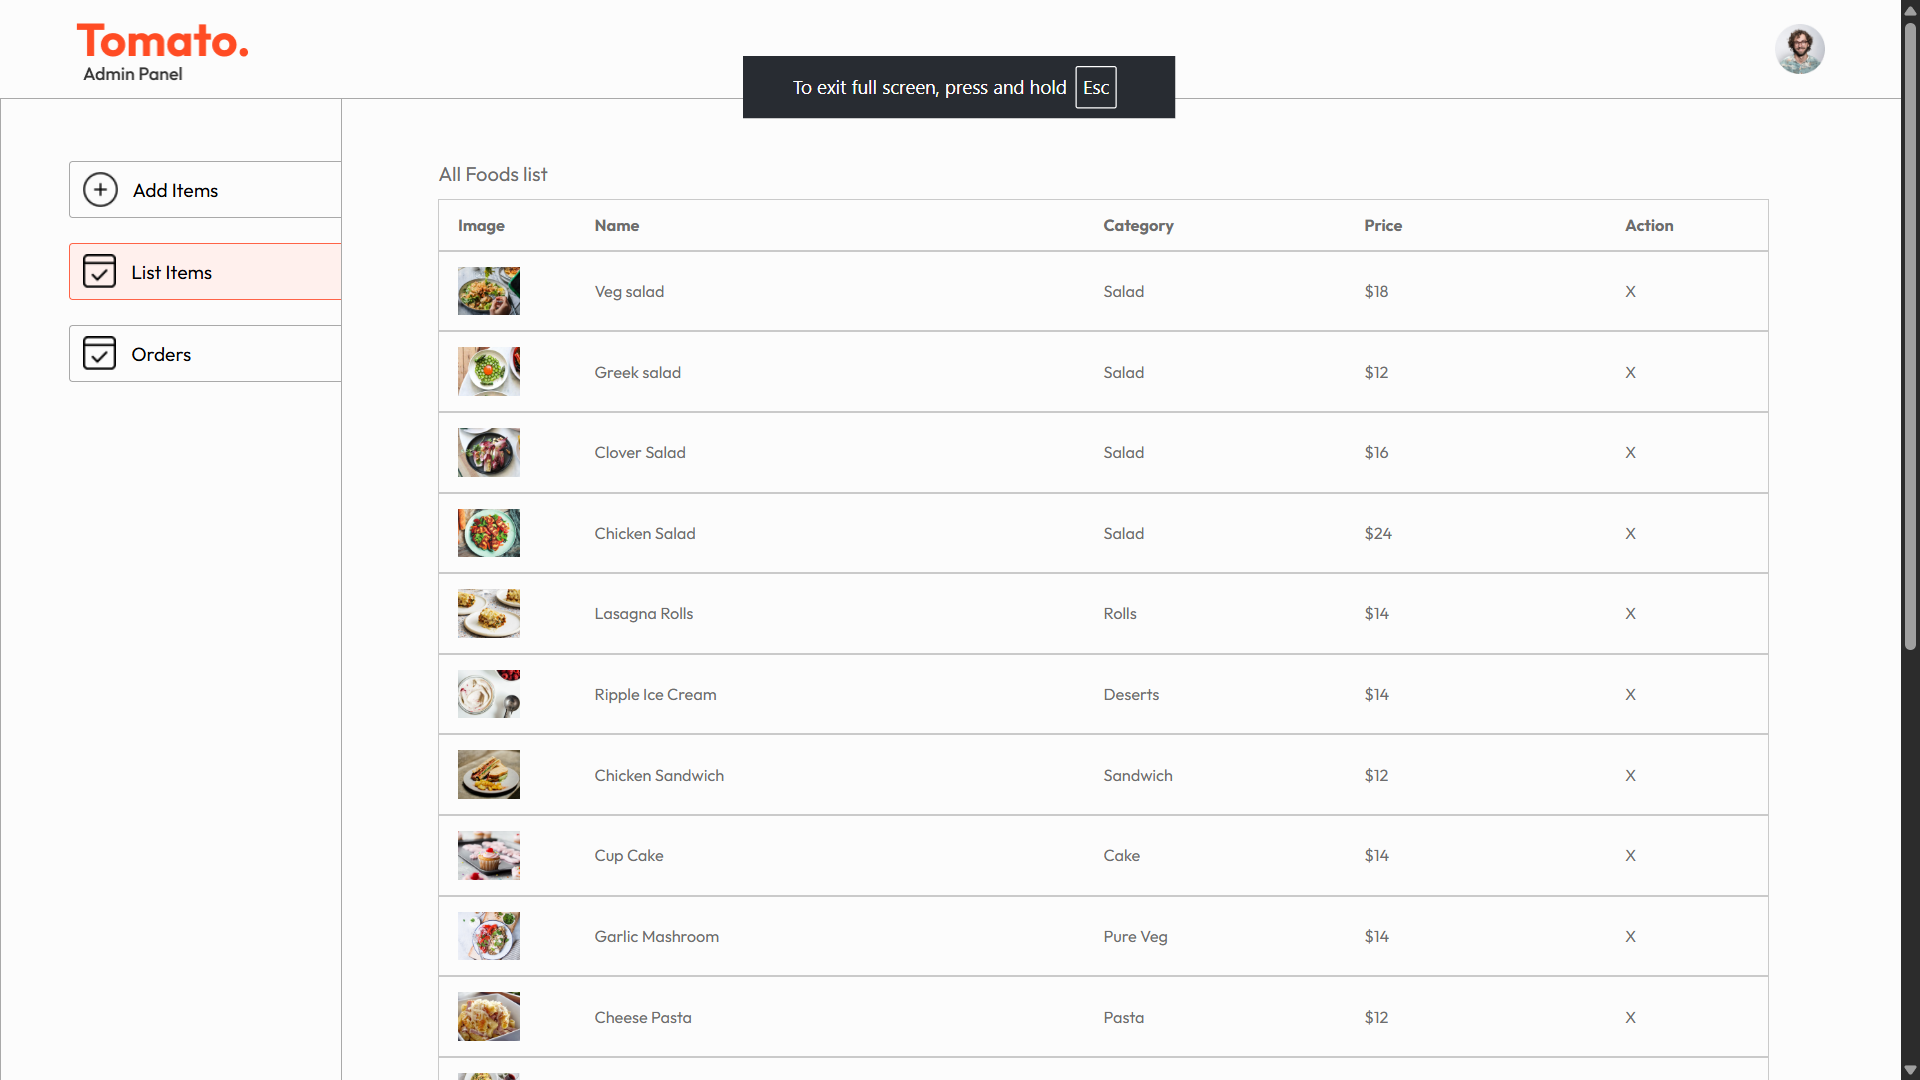 Tomato.
Admin Panel
To exit full screen, press and hold Esc
Add Items
List Items
Orders
All Foods list
Image Name Category Price Action
Veg salad Salad $18 X
Greek salad Salad $12 X
Clover Salad Salad $16 X
Chicken Salad Salad $24 X
Lasagna Rolls Rolls $14 X
Ripple Ice Cream Deserts $14 X
Chicken Sandwich Sandwich $12 X
Cup Cake Cake $14 X
Garlic Mashroom Pure Veg $14 X
Cheese Pasta Pasta $12 X